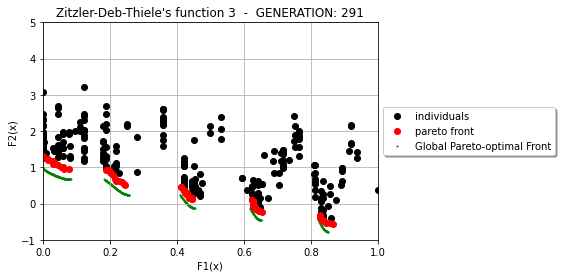 Zitzler-Deb-Thiele's function 3 - GENERATION: 291
5
4
3
2
1
0
−1
F2(x)
0.0 0.2 0.4 0.6 0.8 1.0
F1(x)
individuals
pareto front
Global Pareto-optimal Front